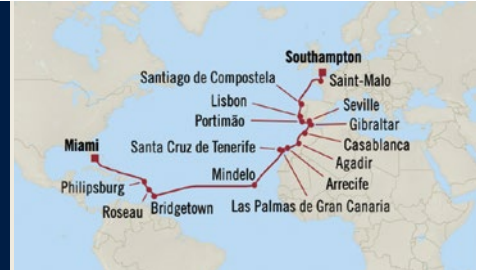 Southampton
Santiago de Compostela
Saint-Malo
Lisbon
Seville
Portimão
Gibraltar
Miami
Santa Cruz de Tenerife
Casablanca
Agadir
Mindelo
Arrecife
Philipsburg
Roseau
Bridgetown
Las Palmas de Gran Canaria